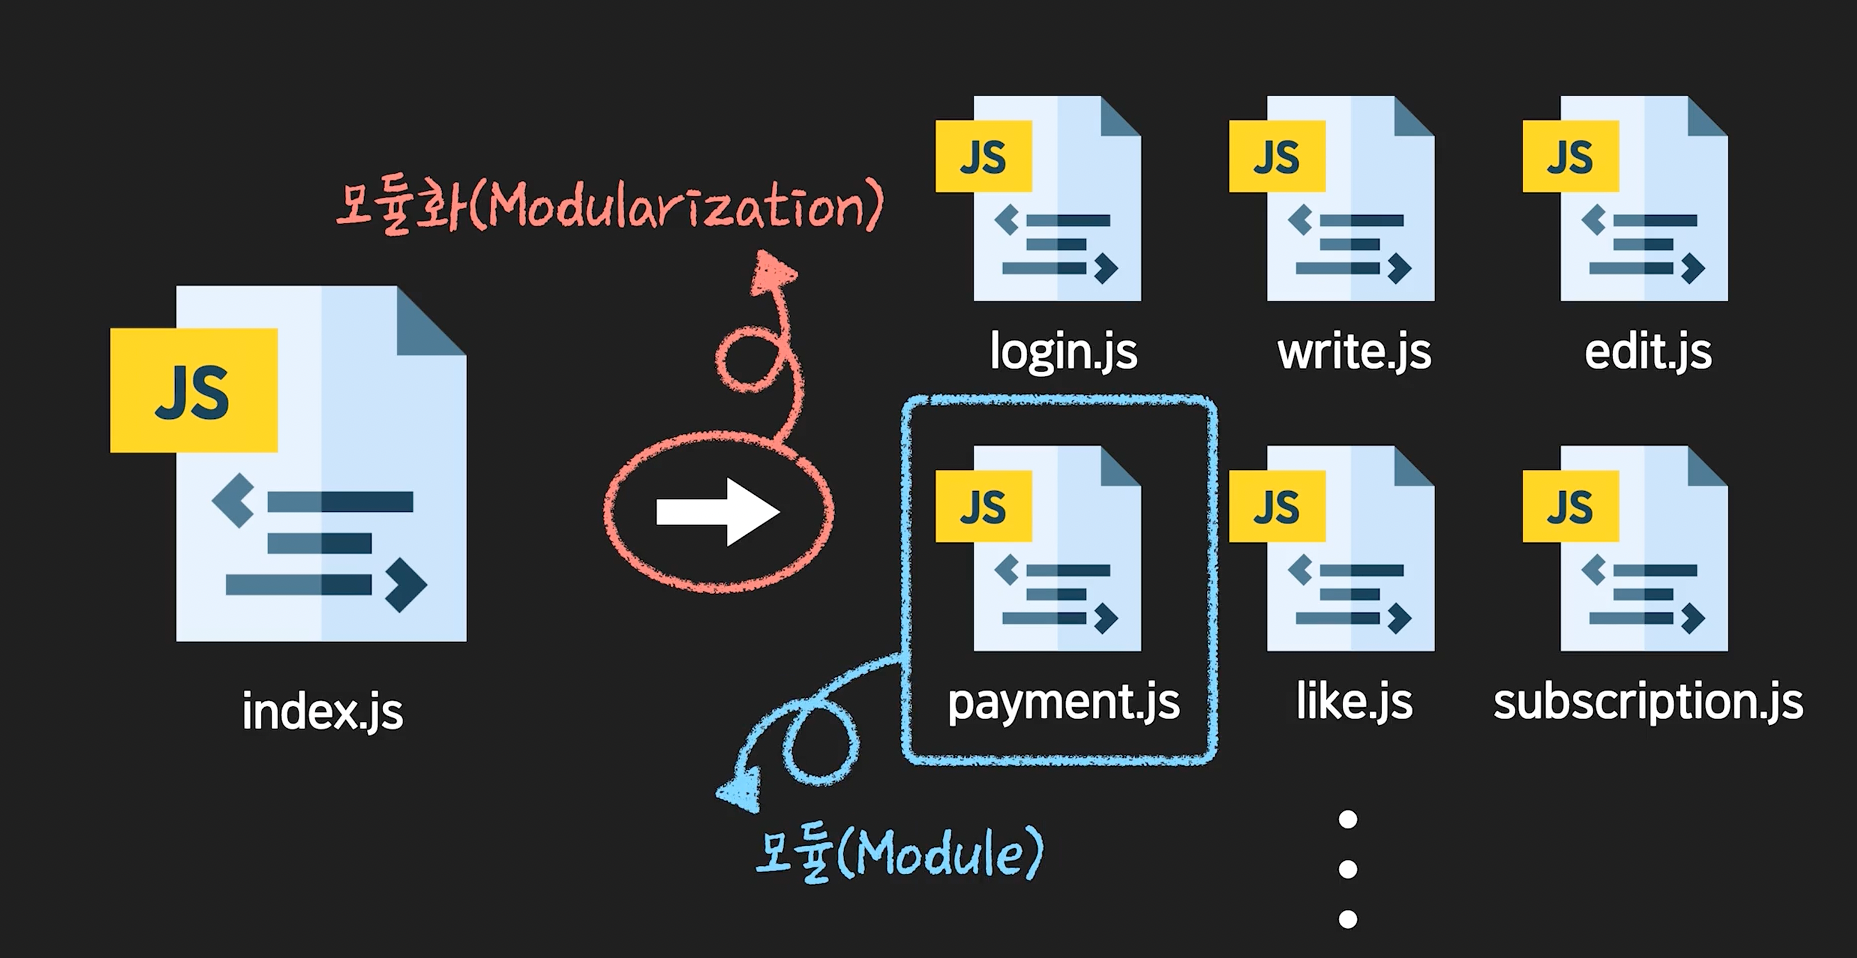 모듈화(Modularization)
JS
index.js
JS
login.js
JS
write.js
JS
edit.js
JS
payment.js
JS
like.js
JS
subscription.js
모듈(Module)